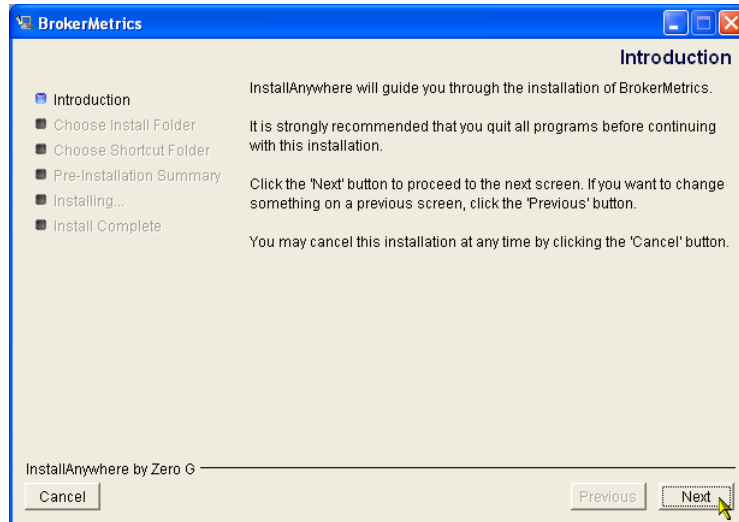 BrokerMetrics
Introduction
Introduction
Choose Install Folder
Choose Shortcut Folder
Pre-Installation Summary
Installing...
Install Complete
InstallAnywhere will guide you through the installation of BrokerMetrics.
It is strongly recommended that you quit all programs before continuing
with this installation.
Click the 'Next' button to proceed to the next screen. If you want to change
something on a previous screen, click the 'Previous' button.
You may cancel this installation at any time by clicking the 'Cancel' button.
InstallAnywhere by Zero G
Cancel
Previous
Next